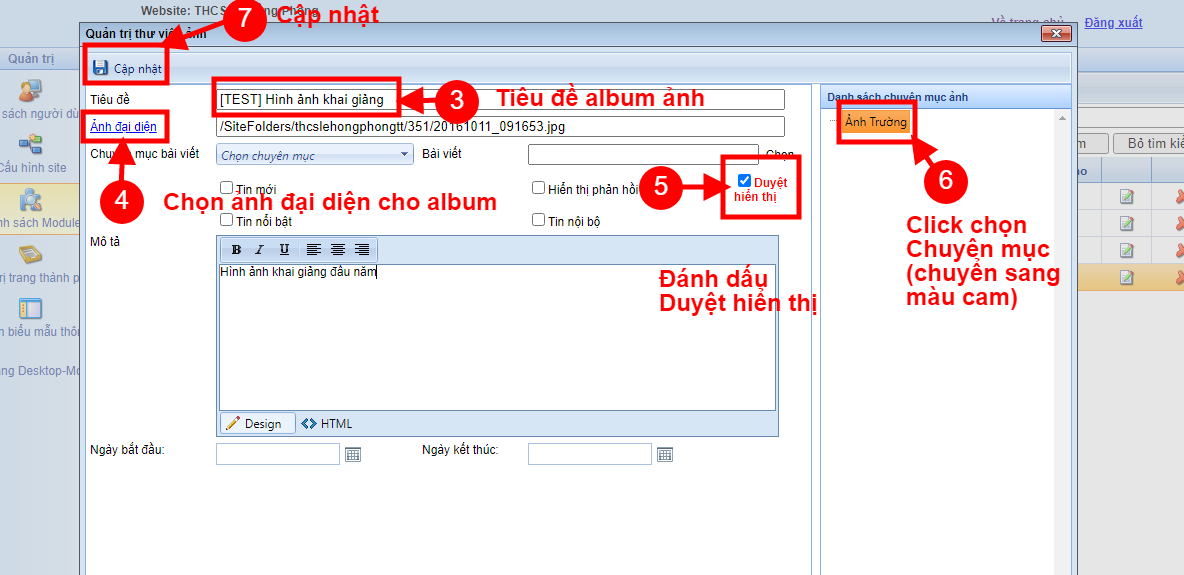 Website: THCS
Cập nhật
7
Về trang chủ
Đăng xuất
Quản trị thư viện ảnh
Quản trị
Cập nhật
Tiêu đề
[TEST] Hình ảnh khai giảng
3
Tiêu đề album ảnh
Danh sách chuyên mục ảnh
sách người dù
Ảnh đại diện
/SiteFolders/thcslehongphongtt/351/20161011_091653.jpg
Ảnh Trường
Chuyên mục bài viết
Chọn chuyên mục
Bài viết
Chọn
m
Bỏ tìm kiế
Cấu hình site
Tin mới
Hiển thị phản hồi
5
Duyệt
hiển thị
6
4
Chọn ảnh đại diện cho album
Tin nổi bật
Tin nội bộ
nh sách Module
Click chọn
Chuyên mục
(chuyển sang
màu cam)
Mô tả
B I U
Hình ảnh khai giảng đầu năm
Đánh dấu
Duyệt hiển thị
rị trang thành p
n biểu mẫu thôn
ang Desktop-Mo
Design
HTML
Ngày bắt đầu:
Ngày kết thúc: